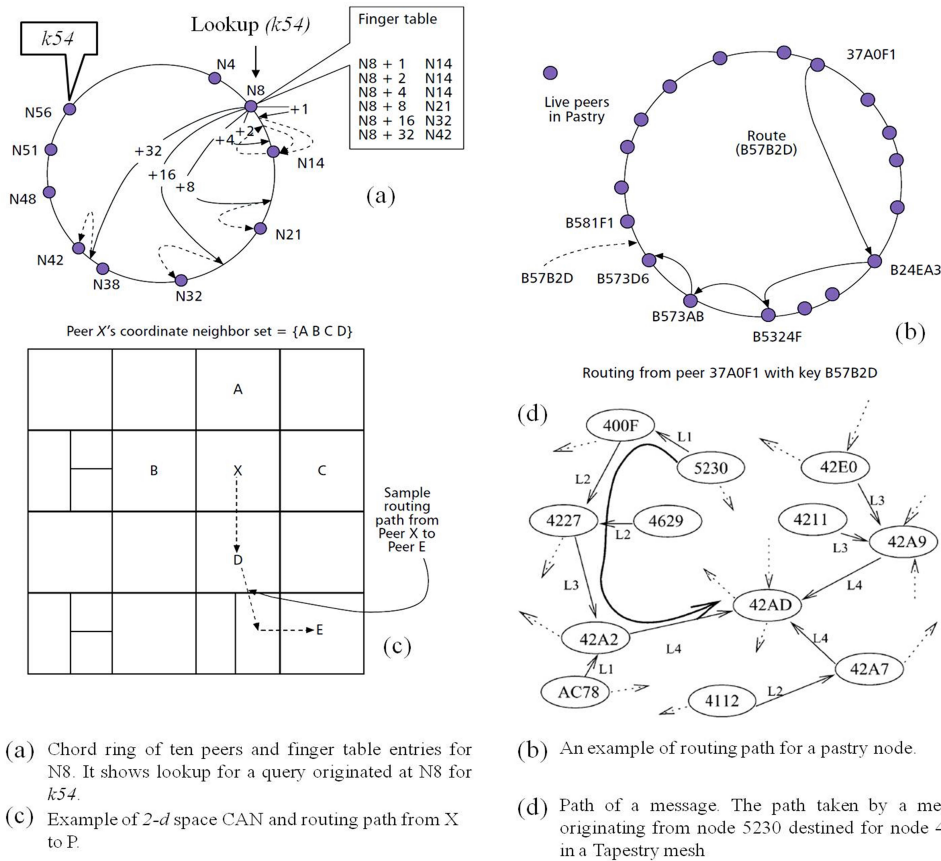 k54
Lookup (k54)
Finger table
N8 + 1 N14
N8 + 2 N14
N8 + 4 N14
N8 + 8 N21
N8 + 16 N32
N8 + 32 N42
N4
N8
N56
+1
+2
+4
N51
+32
N14
+16
+8
(a)
N48
N21
N42
N38
N32
37A0F1
Live peers
in Pastry
Route
(B57B2D)
B581F1
B57B2D
B573D6
B24EA3
B573AB
B5324F
(b)
Routing from peer 37A0F1 with key B57B2D
Peer X's coordinate neighbor set = {A B C D}
A
B
X
C
Sample
routing
path from
Peer X to
Peer E
D
E
(c)
(d)
400F
L1
5230
42E0
L2
L3
4227
L2
4629
4211
L3
42A9
L3
L4
42AD
42A2
L4
L4
L1
42A7
AC78
4112
L2
(a) Chord ring of ten peers and finger table entries for
N8. It shows lookup for a query originated at N8 for
k54.
(b) An example of routing path for a pastry node.
(c) Example of 2-d space CAN and routing path from X
to P.
(d) Path of a message. The path taken by a me
originating from node 5230 destined for node 4
in a Tapestry mesh